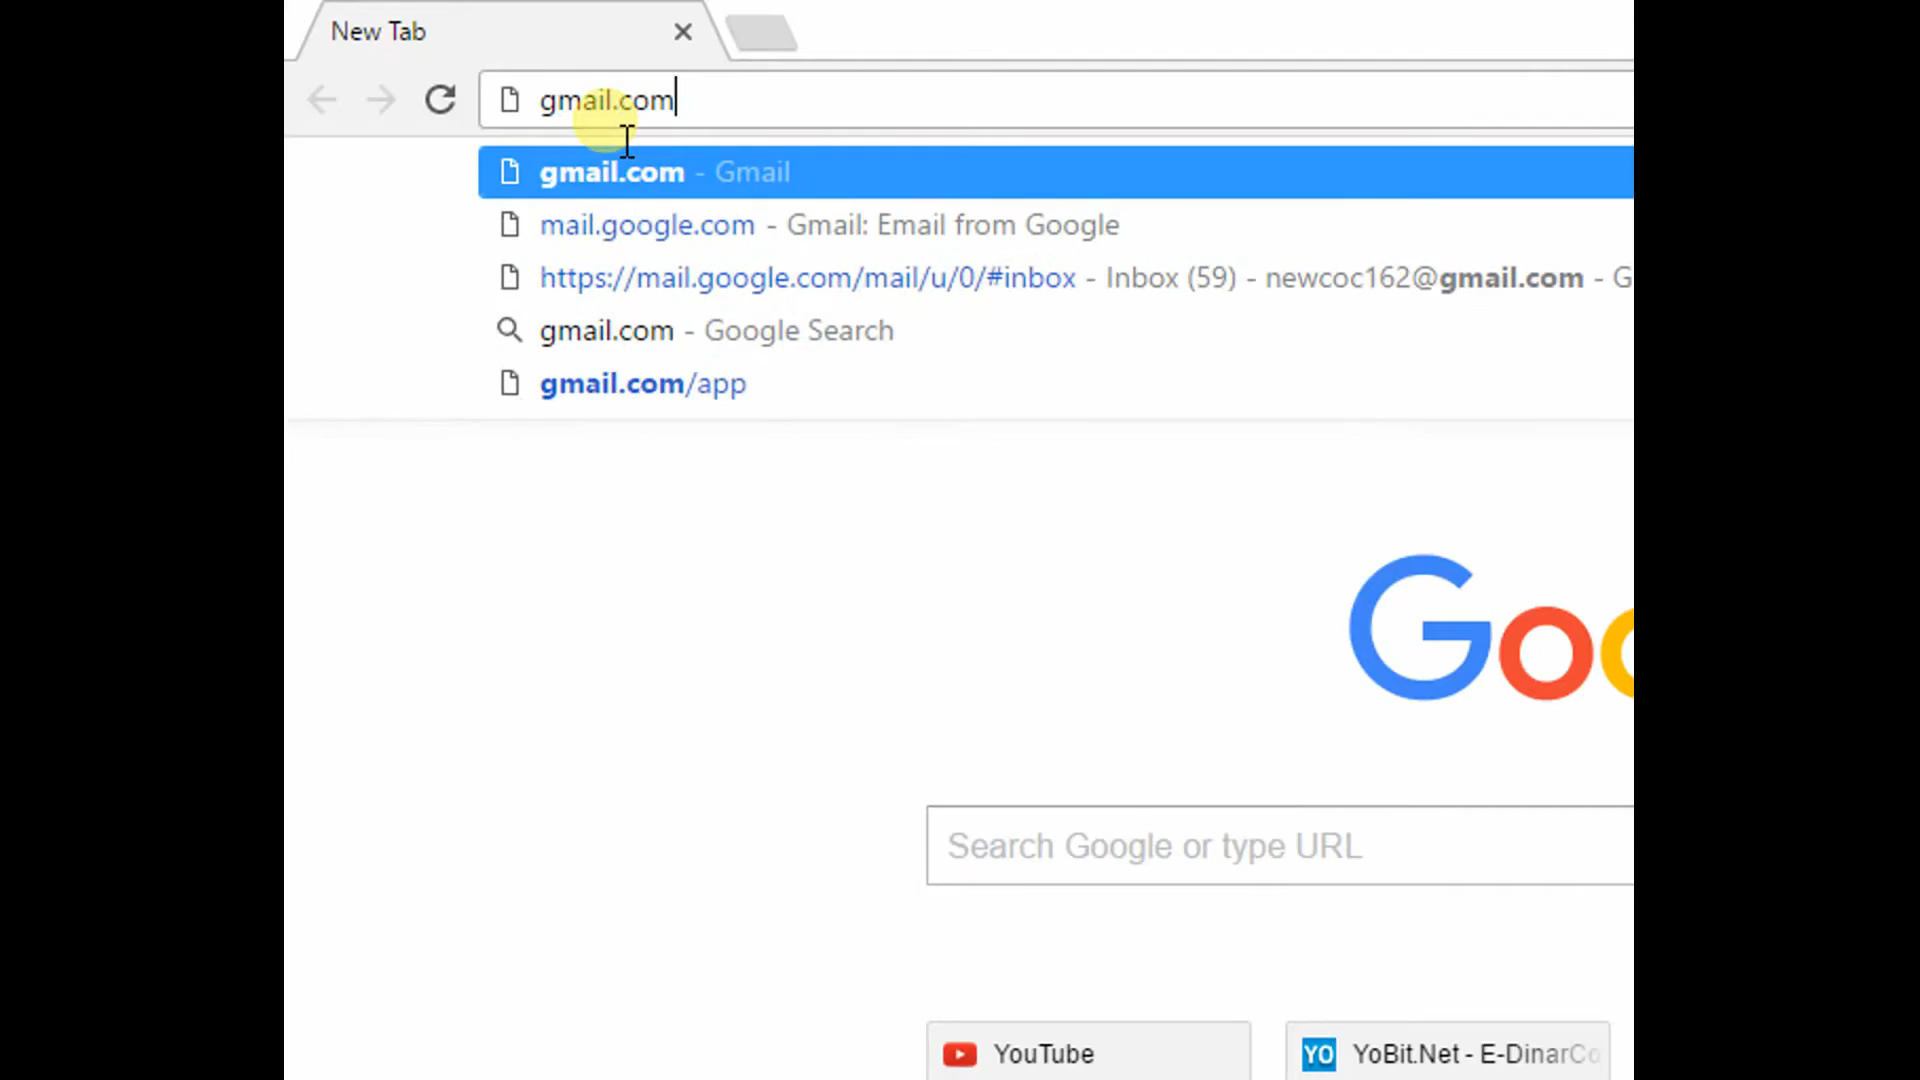 New Tab
gmail.com
gmail.com - Gmail
mail.google.com - Gmail: Email from Google
https://mail.google.com/mail/u/0/#inbox - Inbox (59) - newcoc162@gmail.com - G
gmail.com - Google Search
gmail.com/app
Goo
Search Google or type URL
YouTube
YO YoBit.Net - E-DinarCo